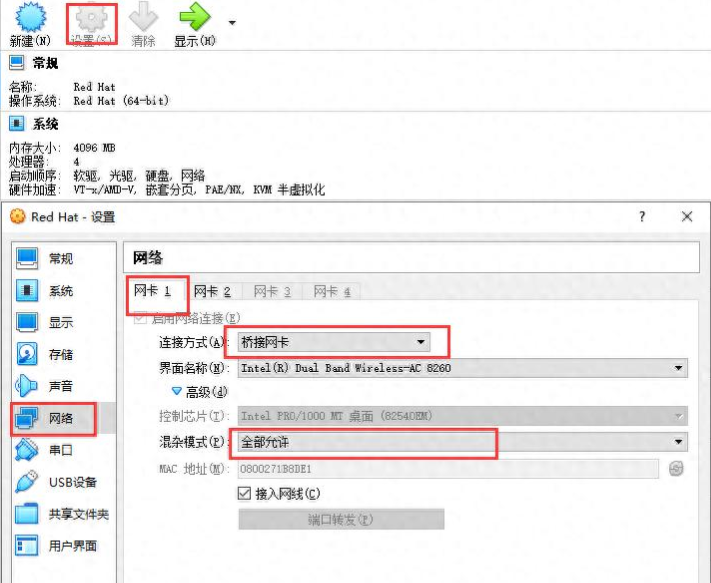 新建(N) 设置(S) 清除 显示(H)
常规
名称: Red Hat
操作系统: Red Hat (64-bit)
系统
内存大小: 4096 MB
处理器: 4
启动顺序: 软驱, 光驱, 硬盘, 网络
硬件加速: VT-x/AMD-V, 嵌套分页, PAE/NX, KVM 半虚拟化
Red Hat - 设置 ? ×
常规
系统
显示
存储
声音
网络
串口
USB设备
共享文件夹
用户界面
网络
网卡 1 网卡 2 网卡 3 网卡 4
启用网络连接(E)
连接方式(A): 桥接网卡
界面名称(N): Intel(R) Dual Band Wireless-AC 8260
高级(d)
控制芯片(T): Intel PRO/1000 MT 桌面 (82540EM)
混杂模式(P): 全部允许
MAC 地址(M): 0800271B8DE1
接入网线(C)
端口转发(P)